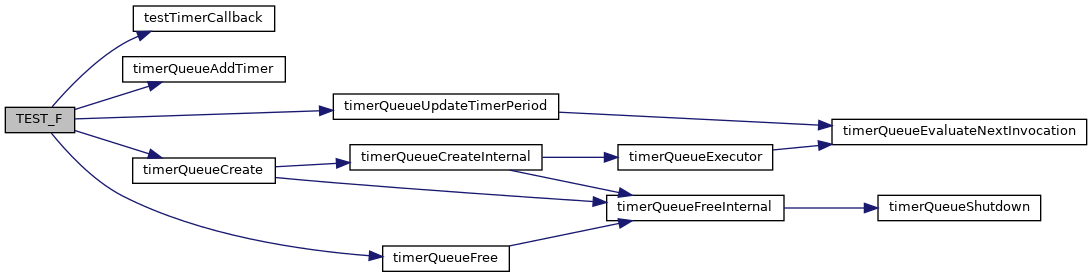 testTimerCallback
timerQueueAddTimer
timerQueueUpdateTimerPeriod
TEST_F
timerQueueEvaluateNextInvocation
timerQueueCreateInternal
timerQueueExecutor
timerQueueCreate
timerQueueFreeInternal
timerQueueShutdown
timerQueueFree